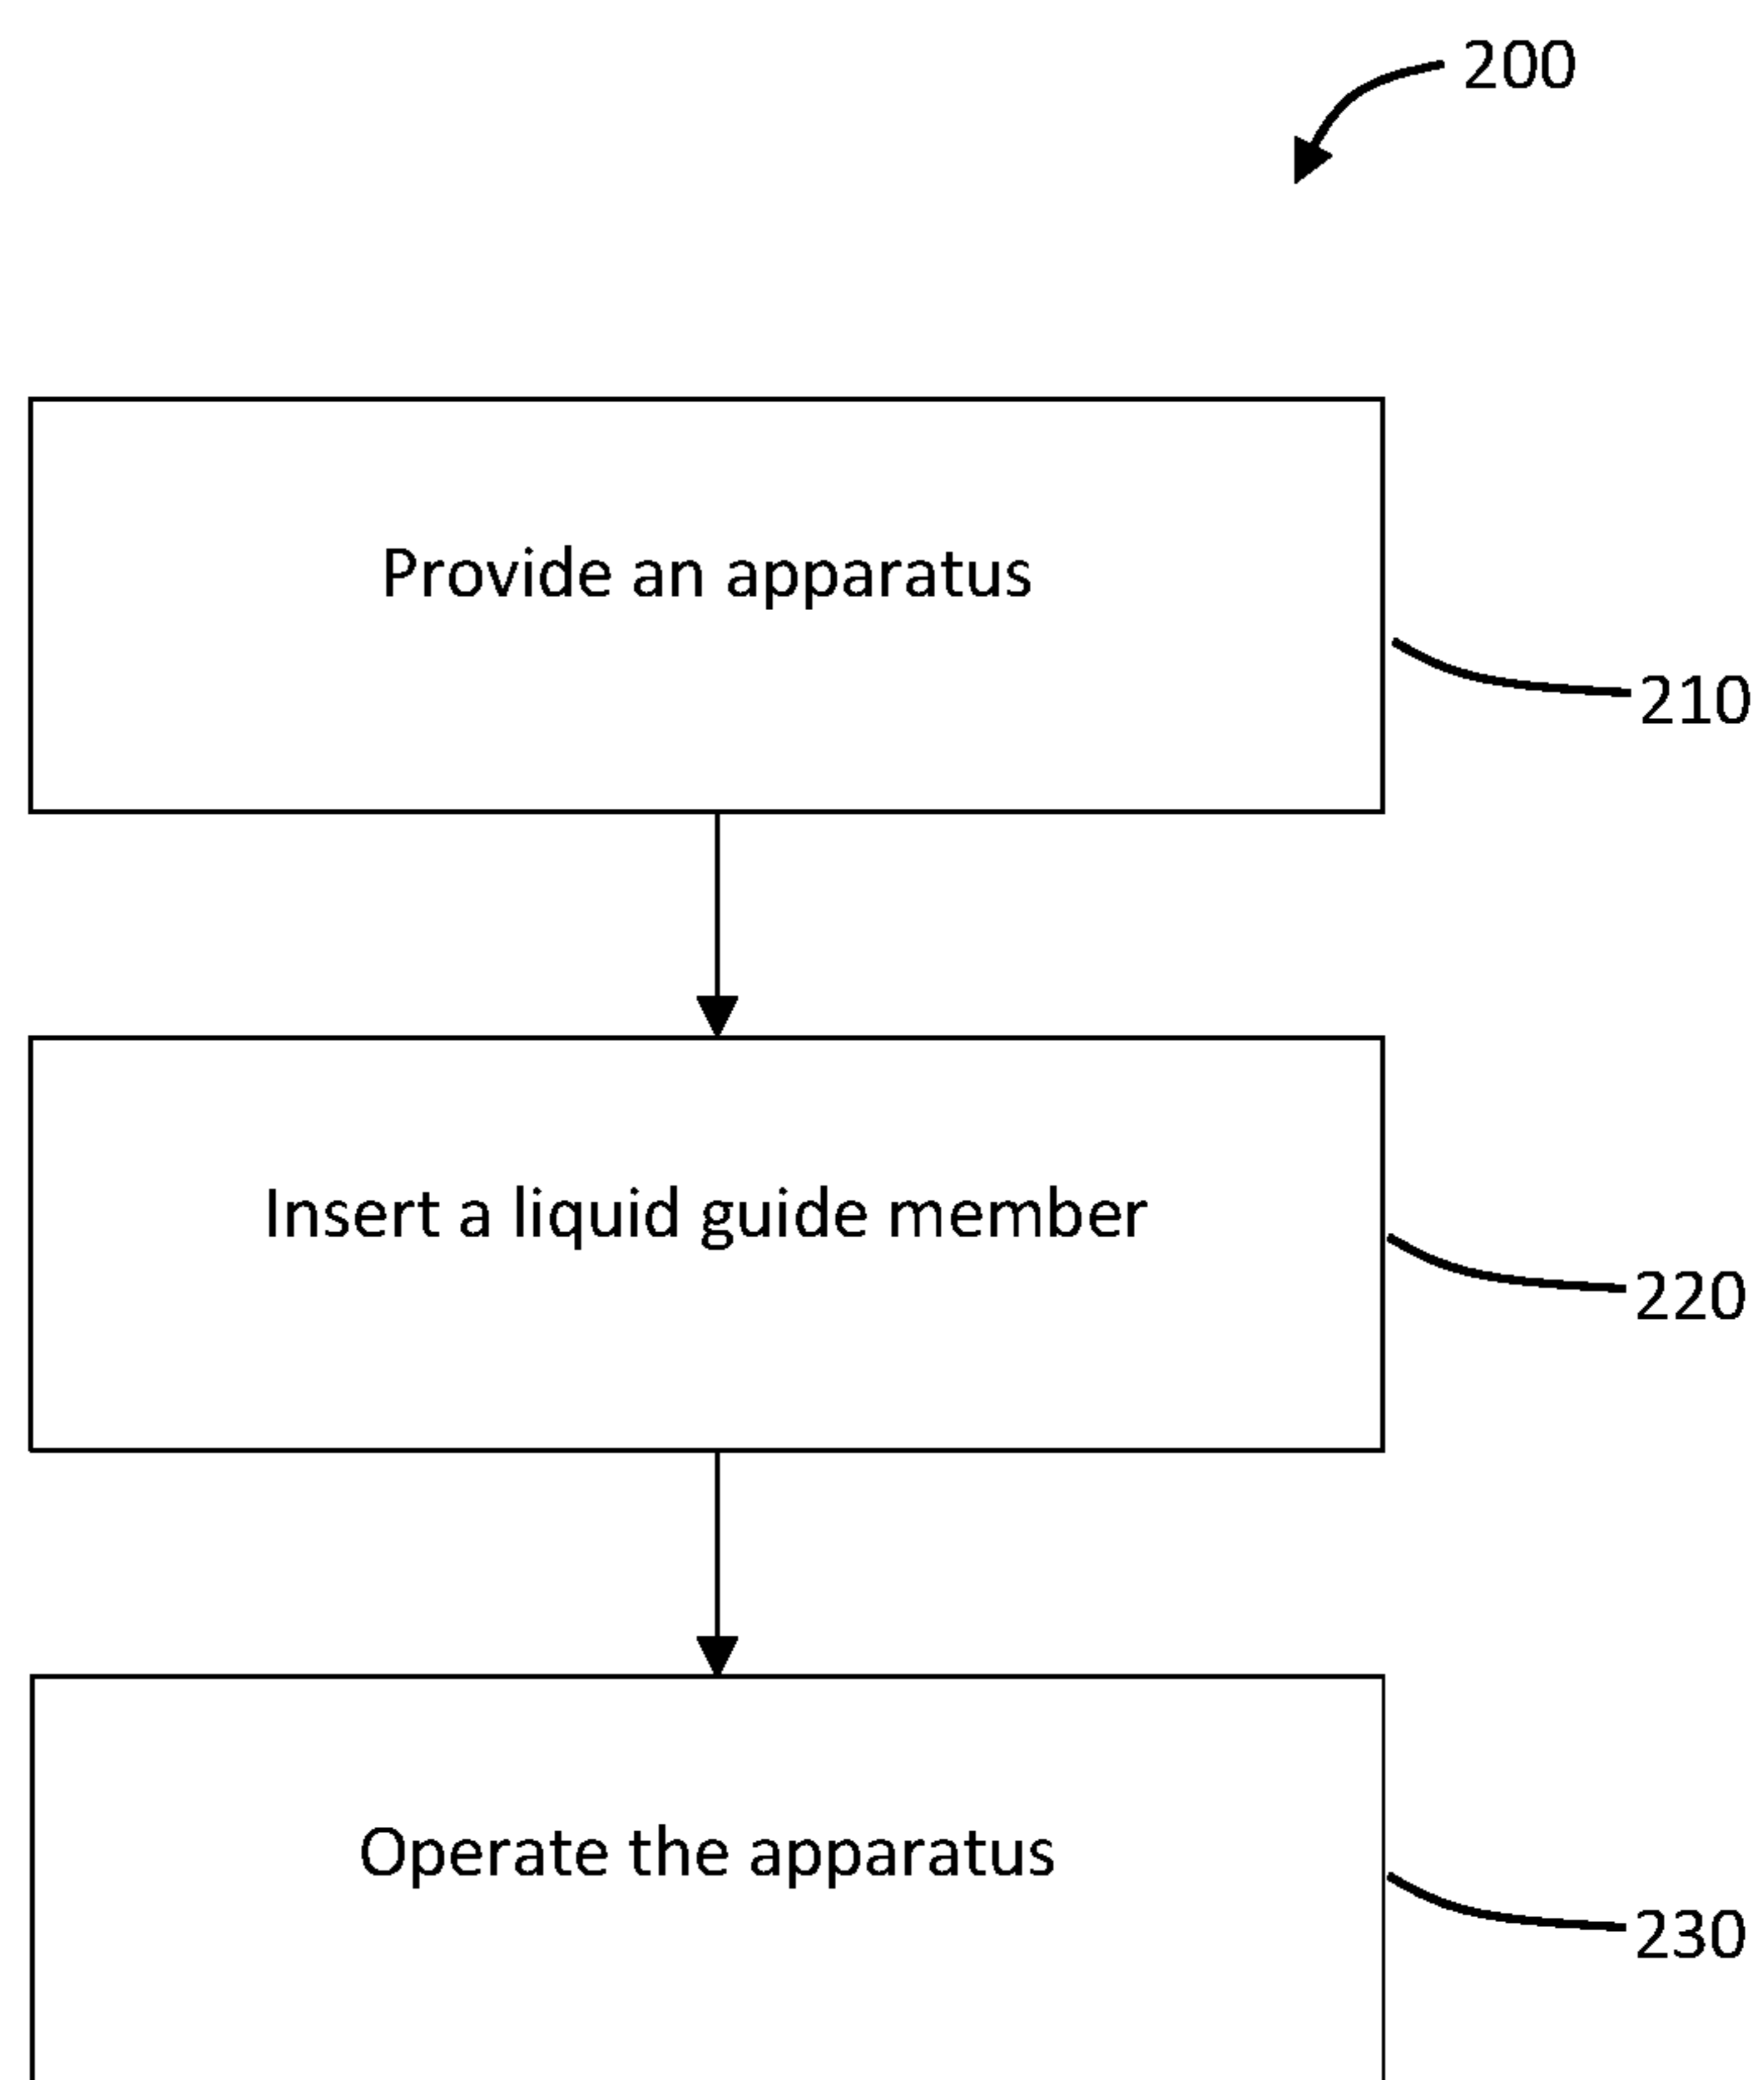 200
Provide an apparatus
210
Insert a liquid guide member
220
Operate the apparatus
230